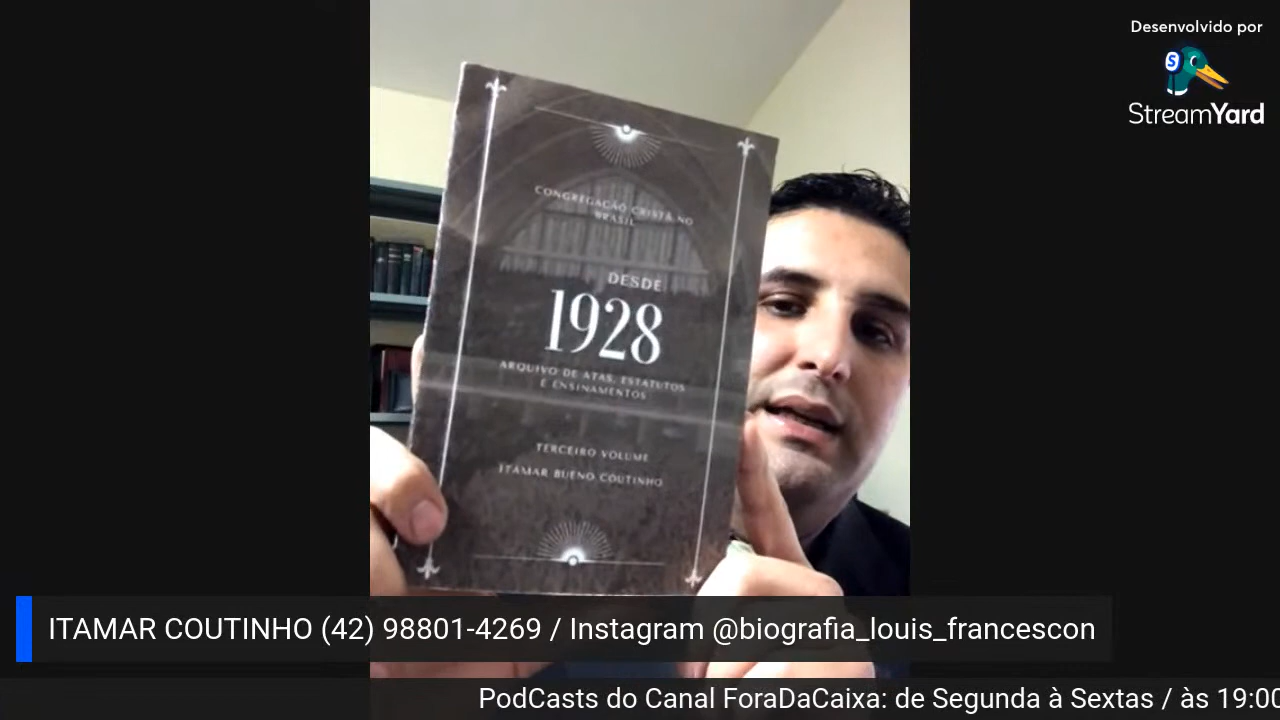 Desenvolvido por
StreamYard
CONGREGAÇÃO CRISTÃ NO
BRASIL
DESDE
1928
ARQUIVO DE ATAS, ESTATUTOS
E ENSINAMENTOS
TERCEIRO VOLUME
ITAMAR BUENO COUTINHO
ITAMAR COUTINHO (42) 98801-4269 / Instagram @biografia_louis_francescon
PodCasts do Canal ForaDaCaixa: de Segunda à Sextas / às 19:00